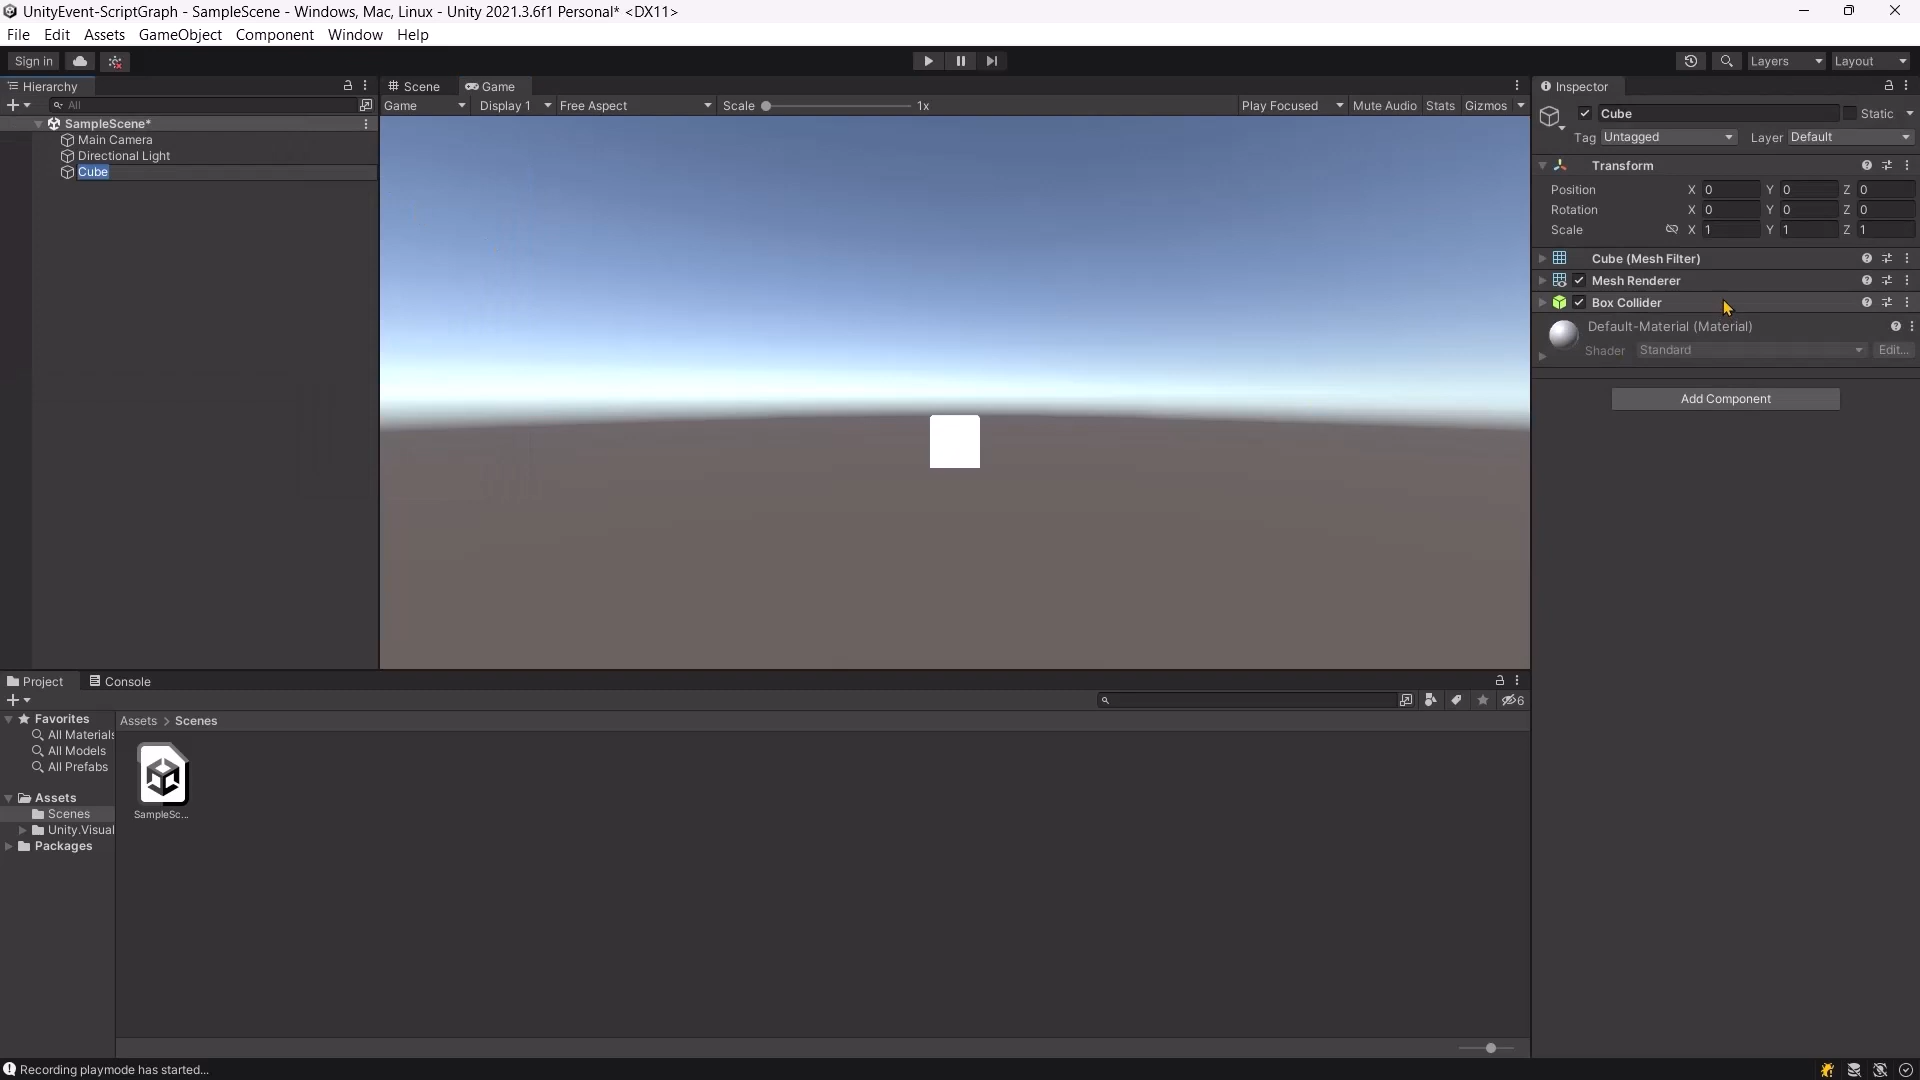 UnityEvent-ScriptGraph - SampleScene - Windows, Mac, Linux - Unity 2021.3.6f1 Personal* <DX11>
File Edit Assets GameObject Component Window Help
Sign in
Layers
Layout
Hierarchy
All
SampleScene*
Main Camera
Directional Light
Cube
Scene
Game
Game
Display 1
Free Aspect
Scale
1x
Play Focused
Mute Audio
Stats
Gizmos
Inspector
Cube
Static
Tag Untagged
Layer Default
Transform
Position X 0 Y 0 Z 0
Rotation X 0 Y 0 Z 0
Scale X 1 Y 1 Z 1
Cube (Mesh Filter)
Mesh Renderer
Box Collider
Default-Material (Material)
Shader Standard Edit...
Add Component
Project
Console
6
Favorites
All Materials
All Models
All Prefabs
Assets
Scenes
Unity.Visual
Packages
Assets > Scenes
SampleSc...
Recording playmode has started...